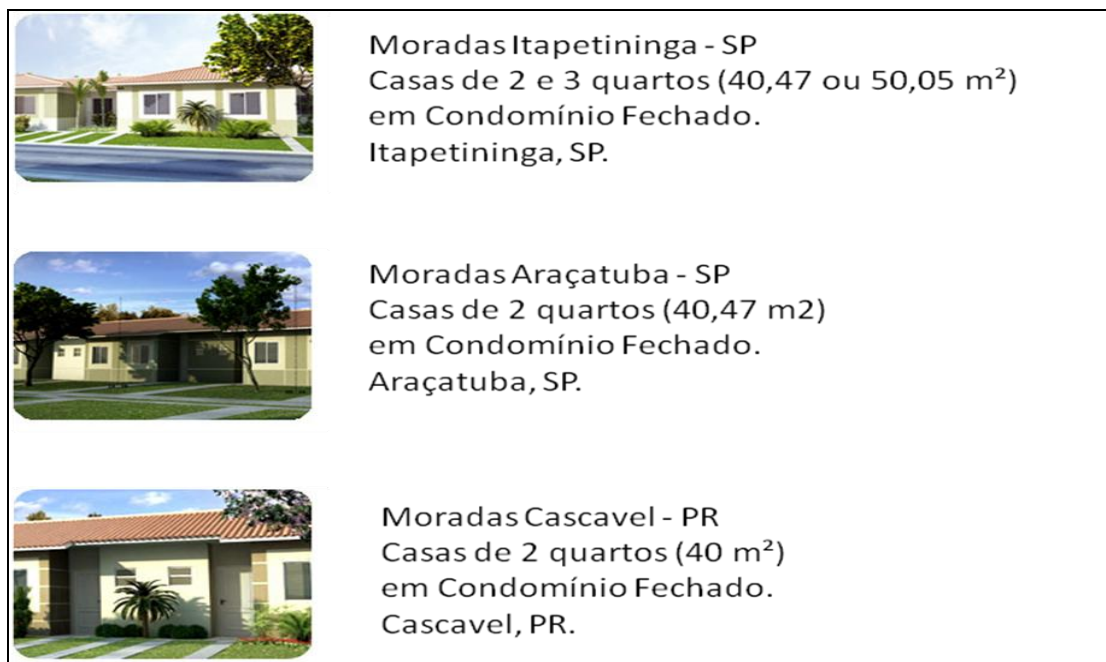 Moradas Itapetininga - SP
Casas de 2 e 3 quartos (40,47 ou 50,05 m²)
em Condomínio Fechado.
Itapetininga, SP.
Moradas Araçatuba - SP
Casas de 2 quartos (40,47 m2)
em Condomínio Fechado.
Araçatuba, SP.
Moradas Cascavel - PR
Casas de 2 quartos (40 m²)
em Condomínio Fechado.
Cascavel, PR.